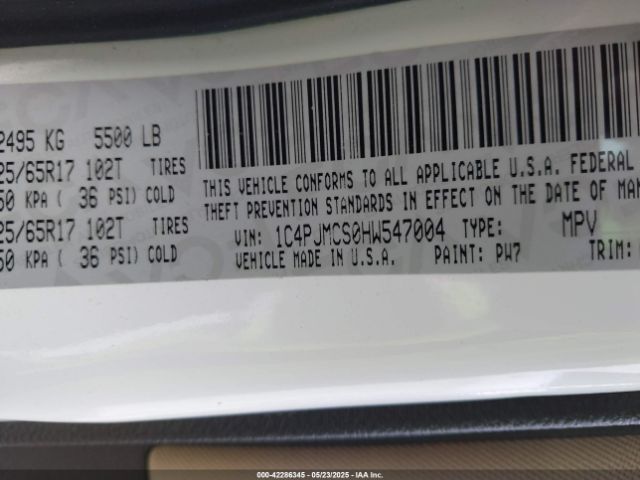 2495 KG 5500 LB
25/65R17 102T TIRES
50 KPA ( 36 PSI) COLD
25/65R17 102T TIRES
50 KPA ( 36 PSI) COLD
THIS VEHICLE CONFORMS TO ALL APPLICABLE U.S.A. FEDERAL
THEFT PREVENTION STANDARDS IN EFFECT ON THE DATE OF MAN
VIN: 1C4PJMCS0HW547004 TYPE: MPV
VEHICLE MADE IN U.S.A. PAINT: PW7 TRIM:
000-42286345 - 05/23/2025 - IAA Inc.